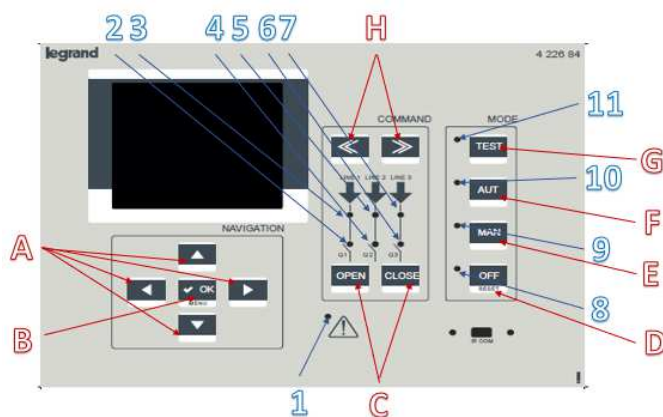 2 3 4 5 6 7 H
legrand 4 226 84
COMMAND MODE
11
TEST
G
LINE 1 LINE 2 LINE 3
10
AUT
F
NAVIGATION
A
MAN
9
E
Q1 Q2 Q3
OPEN CLOSE OFF
RESET
8
OK
MENU
B
D
IR COM
1 C